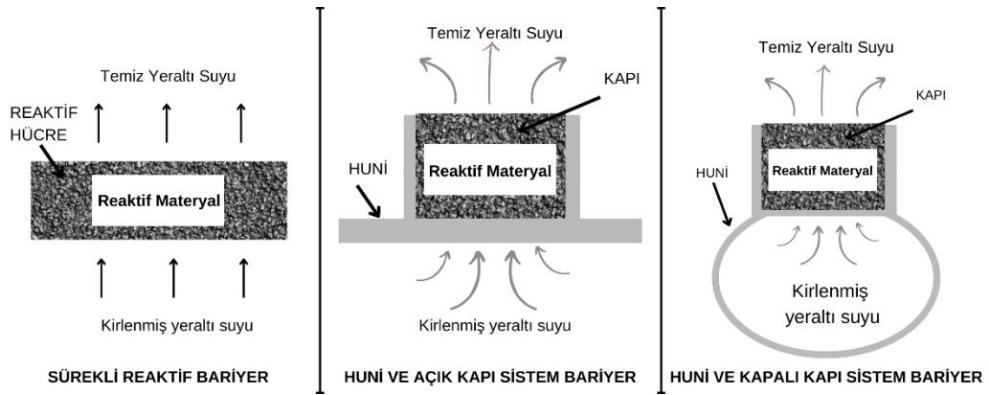 Temiz Yeraltı Suyu
REAKTİF
HÜCRE
Reaktif Materyal
Kirlenmiş yeraltı suyu
SÜREKLİ REAKTİF BARİYER
Temiz Yeraltı Suyu
KAPI
HUNİ
Reaktif Materyal
Kirlenmiş yeraltı suyu
HUNİ VE AÇIK KAPI SİSTEM BARİYER
Temiz Yeraltı Suyu
KAPI
HUNİ
Reaktif Materyal
Kirlenmiş
yeraltı suyu
HUNİ VE KAPALI KAPI SİSTEM BARİYER